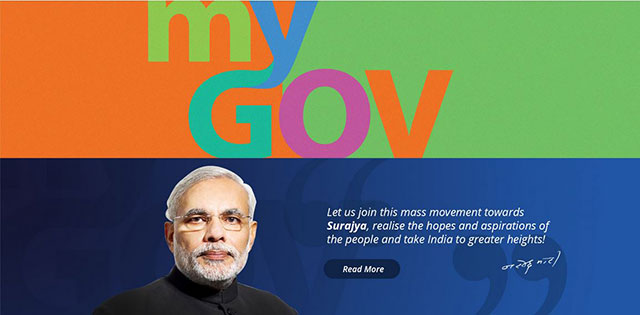 my
GOV
Let us join this mass movement towards
Surajya, realise the hopes and aspirations of
the people and take India to greater heights!
Read More